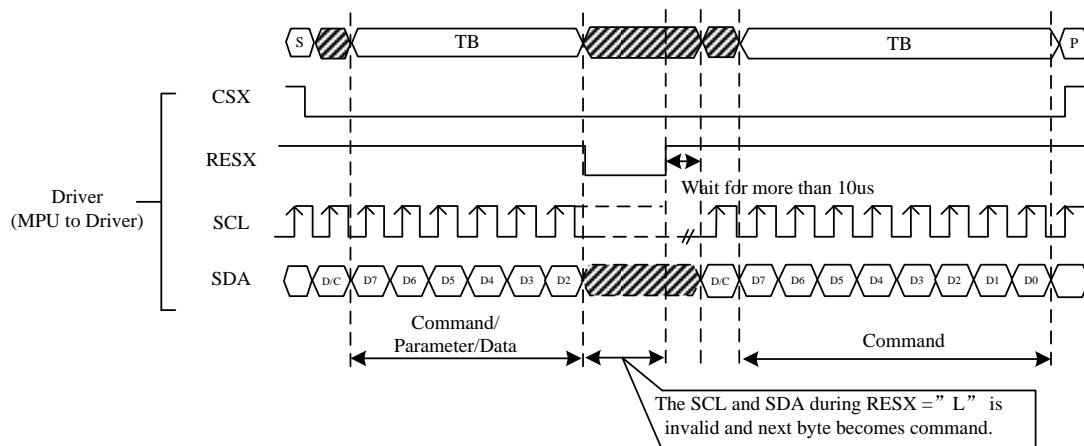 S TB TB P
CSX
RESX
Wait for more than 10us
Driver
(MPU to Driver)
SCL
SDA D/C D7 D6 D5 D4 D3 D2 D/C D7 D6 D5 D4 D3 D2 D1 D0
Command/
Parameter/Data
Command
The SCL and SDA during RESX =” L” is
invalid and next byte becomes command.